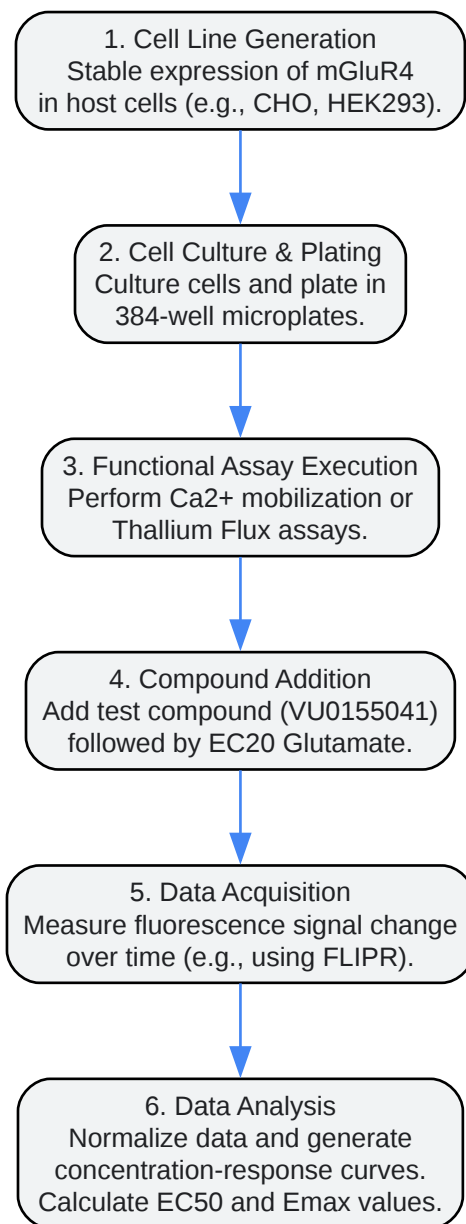 1. Cell Line Generation
Stable expression of mGluR4
in host cells (e.g., CHO, HEK293).
2. Cell Culture & Plating
Culture cells and plate in
384-well microplates.
3. Functional Assay Execution
Perform Ca2+ mobilization or
Thallium Flux assays.
4. Compound Addition
Add test compound (VU0155041)
followed by EC20 Glutamate.
5. Data Acquisition
Measure fluorescence signal change
over time (e.g., using FLIPR).
6. Data Analysis
Normalize data and generate
concentration-response curves.
Calculate EC50 and Emax values.